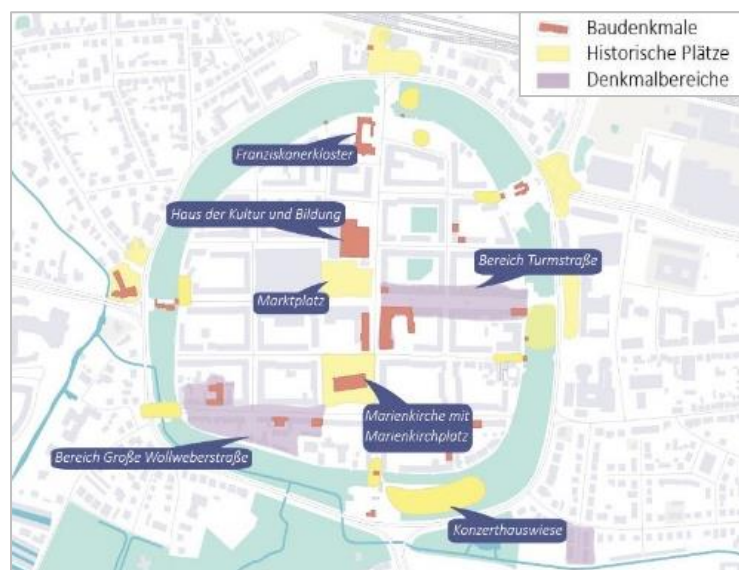 Baudenkmale
Historische Plätze
Denkmalbereiche
Franziskanerkloster
Haus der Kultur und Bildung
Bereich Turmstraße
Marktplatz
Marienkirche mit
Marienkirchplatz
Bereich Große Wollweberstraße
Konzerthauswiese